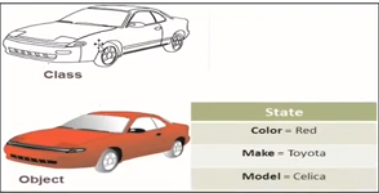 Class
Object
State
Color = Red
Make = Toyota
Model = Celica